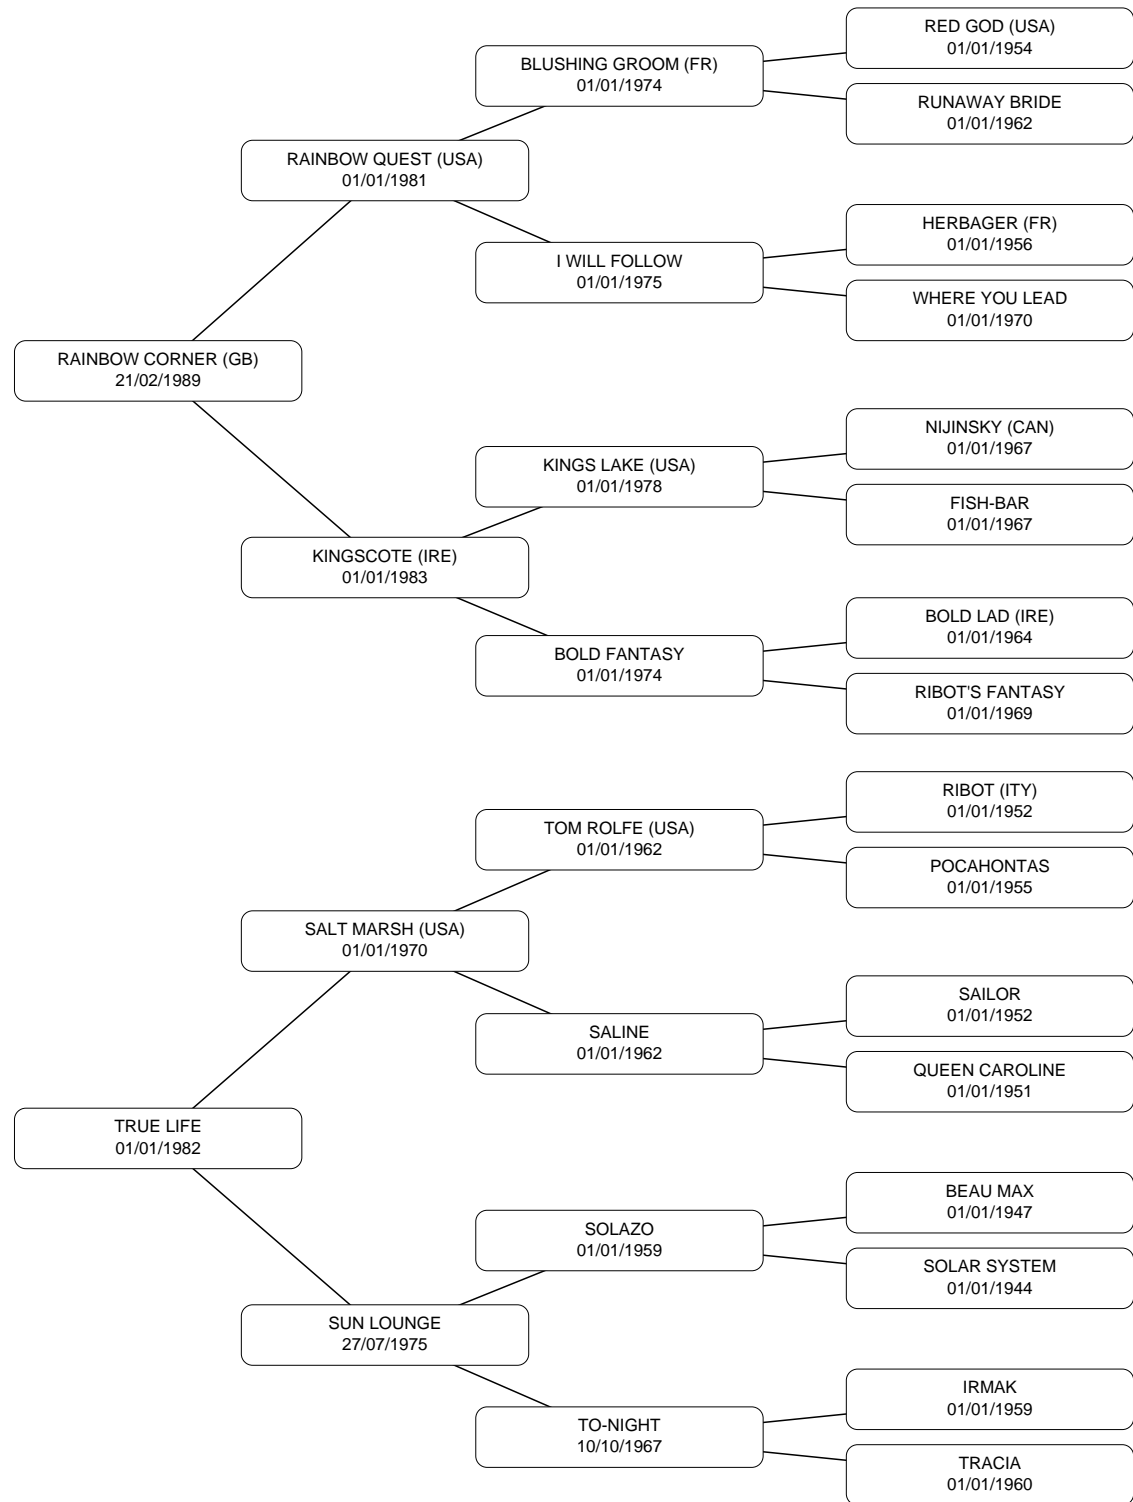 RED GOD (USA)
01/01/1954
BLUSHING GROOM (FR)
01/01/1974
RUNAWAY BRIDE
01/01/1962
RAINBOW QUEST (USA)
01/01/1981
HERBAGER (FR)
01/01/1956
I WILL FOLLOW
01/01/1975
WHERE YOU LEAD
01/01/1970
RAINBOW CORNER (GB)
21/02/1989
NIJINSKY (CAN)
01/01/1967
KINGS LAKE (USA)
01/01/1978
FISH-BAR
01/01/1967
KINGSCOTE (IRE)
01/01/1983
BOLD LAD (IRE)
01/01/1964
BOLD FANTASY
01/01/1974
RIBOT'S FANTASY
01/01/1969
RIBOT (ITY)
01/01/1952
TOM ROLFE (USA)
01/01/1962
POCAHONTAS
01/01/1955
SALT MARSH (USA)
01/01/1970
SAILOR
01/01/1952
SALINE
01/01/1962
QUEEN CAROLINE
01/01/1951
TRUE LIFE
01/01/1982
BEAU MAX
01/01/1947
SOLAZO
01/01/1959
SOLAR SYSTEM
01/01/1944
SUN LOUNGE
27/07/1975
IRMAK
01/01/1959
TO-NIGHT
10/10/1967
TRACIA
01/01/1960